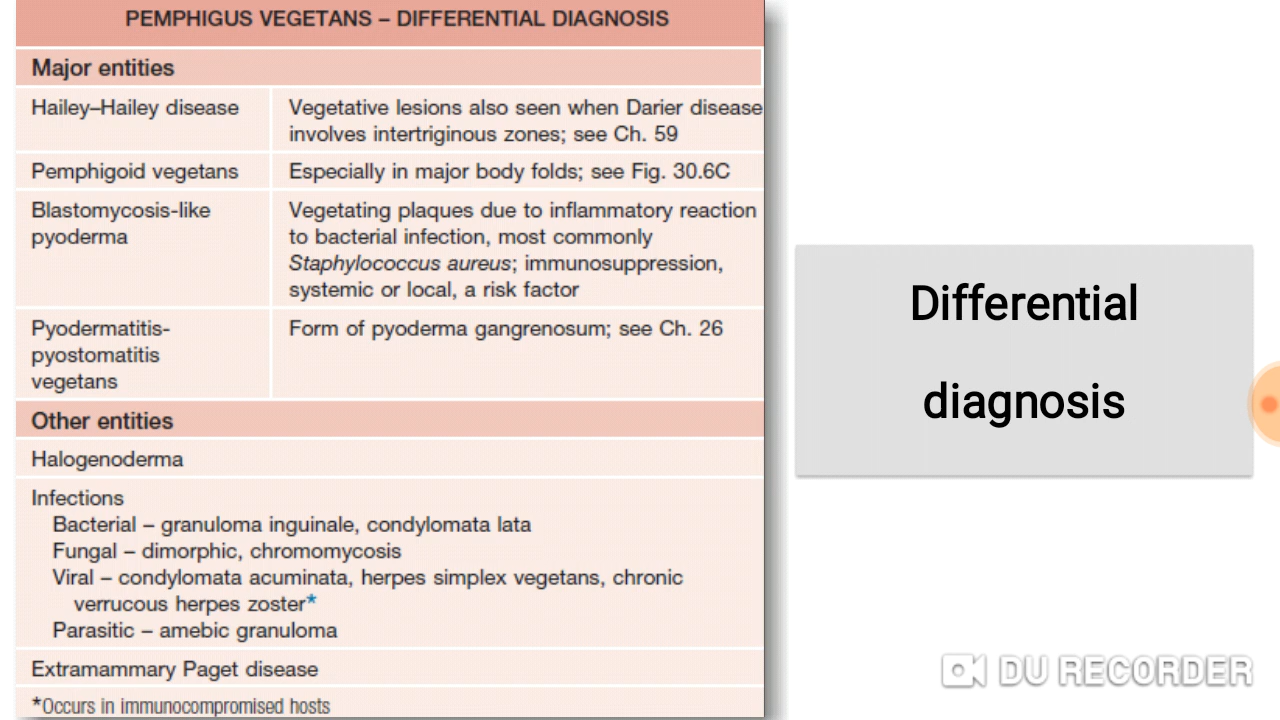 PEMPHIGUS VEGETANS – DIFFERENTIAL DIAGNOSIS
Major entities
Hailey–Hailey disease
Vegetative lesions also seen when Darier disease
involves intertriginous zones; see Ch. 59
Pemphigoid vegetans
Especially in major body folds; see Fig. 30.6C
Blastomycosis-like
pyoderma
Vegetating plaques due to inflammatory reaction
to bacterial infection, most commonly
Staphylococcus aureus; immunosuppression,
systemic or local, a risk factor
Pyodermatitis-
pyostomatitis
vegetans
Form of pyoderma gangrenosum; see Ch. 26
Other entities
Halogenoderma
Infections
Bacterial – granuloma inguinale, condylomata lata
Fungal – dimorphic, chromomycosis
Viral – condylomata acuminata, herpes simplex vegetans, chronic
verrucous herpes zoster*
Parasitic – amebic granuloma
Extramammary Paget disease
*Occurs in immunocompromised hosts
Differential
diagnosis
DU RECORDER